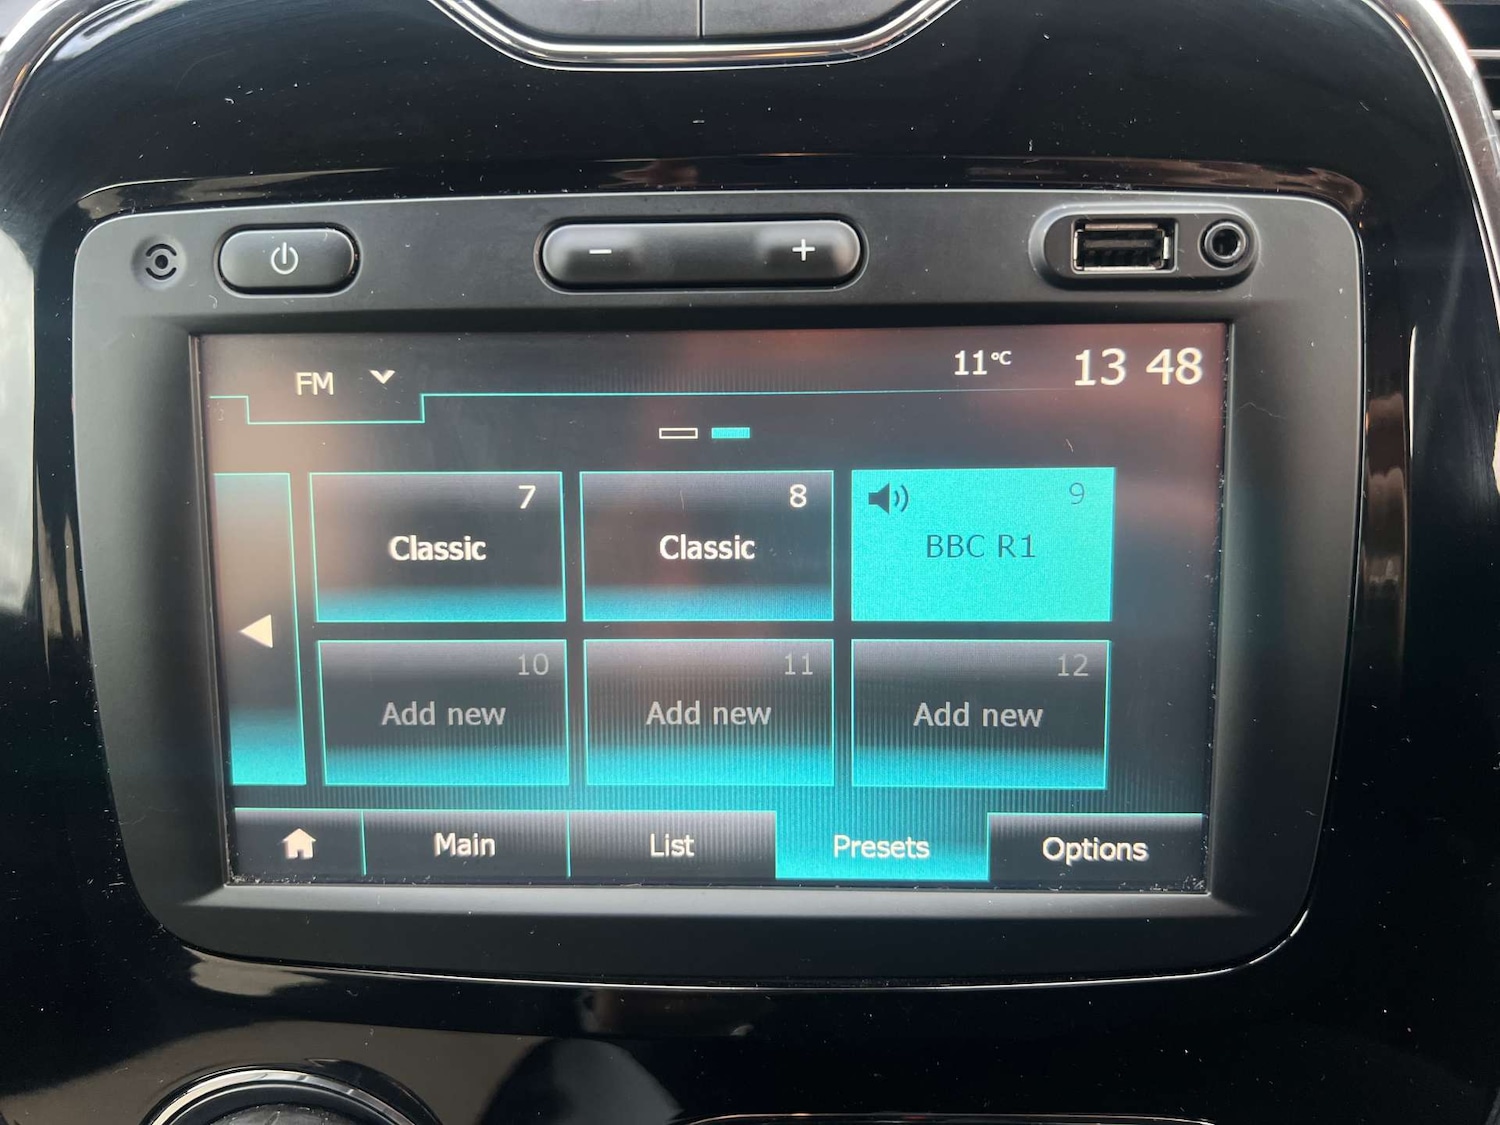 − +
FM 11°C 13 48
7
Classic
8
Classic
9
BBC R1
10
Add new
11
Add new
12
Add new
Main List Presets Options